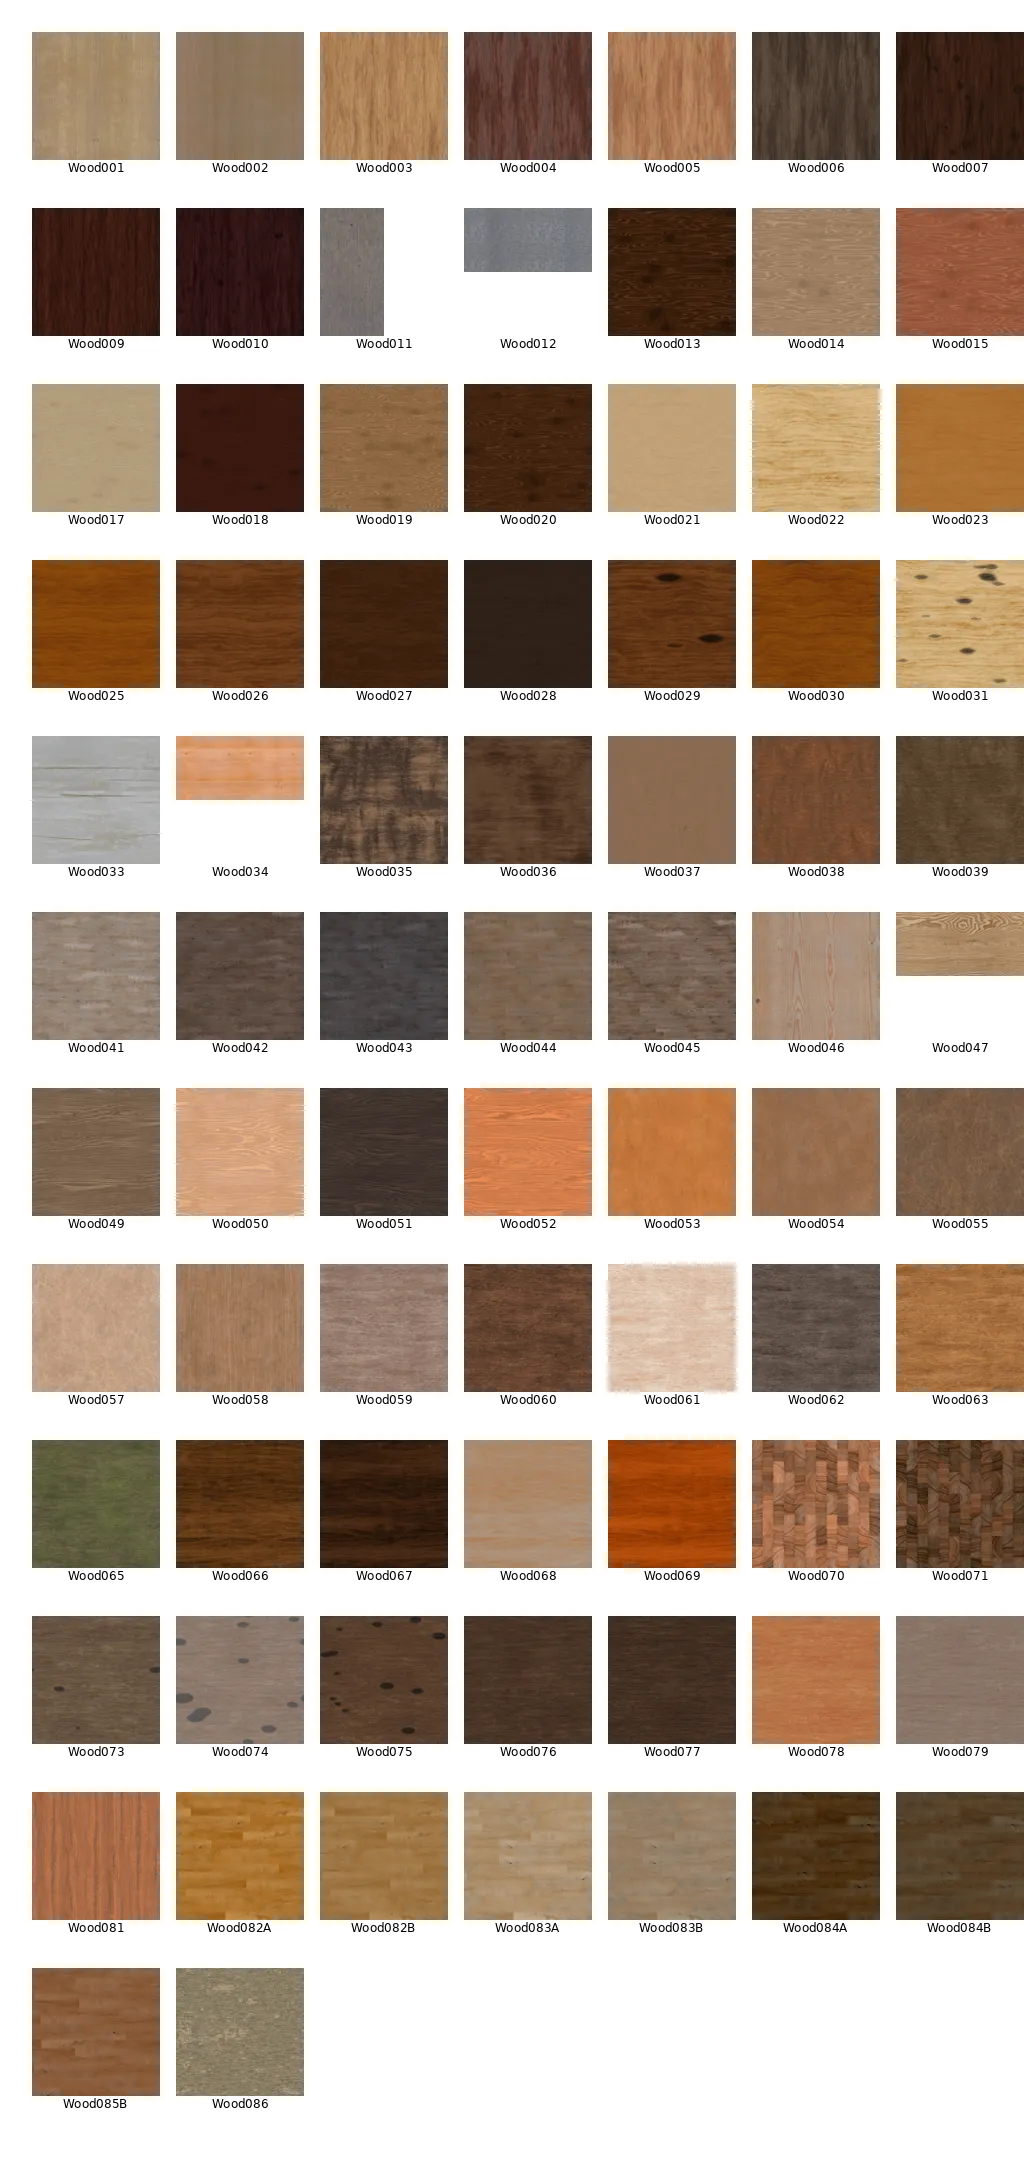 Wood001 Wood002 Wood003 Wood004 Wood005 Wood006 Wood007
Wood009 Wood010 Wood011 Wood012 Wood013 Wood014 Wood015
Wood017 Wood018 Wood019 Wood020 Wood021 Wood022 Wood023
Wood025 Wood026 Wood027 Wood028 Wood029 Wood030 Wood031
Wood033 Wood034 Wood035 Wood036 Wood037 Wood038 Wood039
Wood041 Wood042 Wood043 Wood044 Wood045 Wood046 Wood047
Wood049 Wood050 Wood051 Wood052 Wood053 Wood054 Wood055
Wood057 Wood058 Wood059 Wood060 Wood061 Wood062 Wood063
Wood065 Wood066 Wood067 Wood068 Wood069 Wood070 Wood071
Wood073 Wood074 Wood075 Wood076 Wood077 Wood078 Wood079
Wood081 Wood082A Wood082B Wood083A Wood083B Wood084A Wood084B
Wood085B Wood086